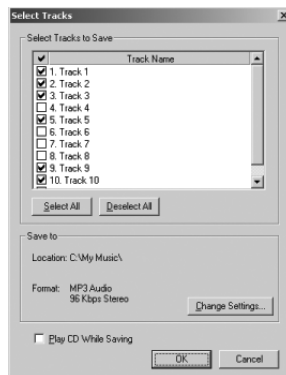 Select Tracks
Select Tracks to Save
Track Name
1. Track 1
2. Track 2
3. Track 3
4. Track 4
5. Track 5
6. Track 6
7. Track 7
8. Track 8
9. Track 9
10. Track 10
Select All Deselect All
Save to
Location: C:\My Music\
Format: MP3 Audio
96 Kbps Stereo
Change Settings...
Play CD While Saving
OK Cancel